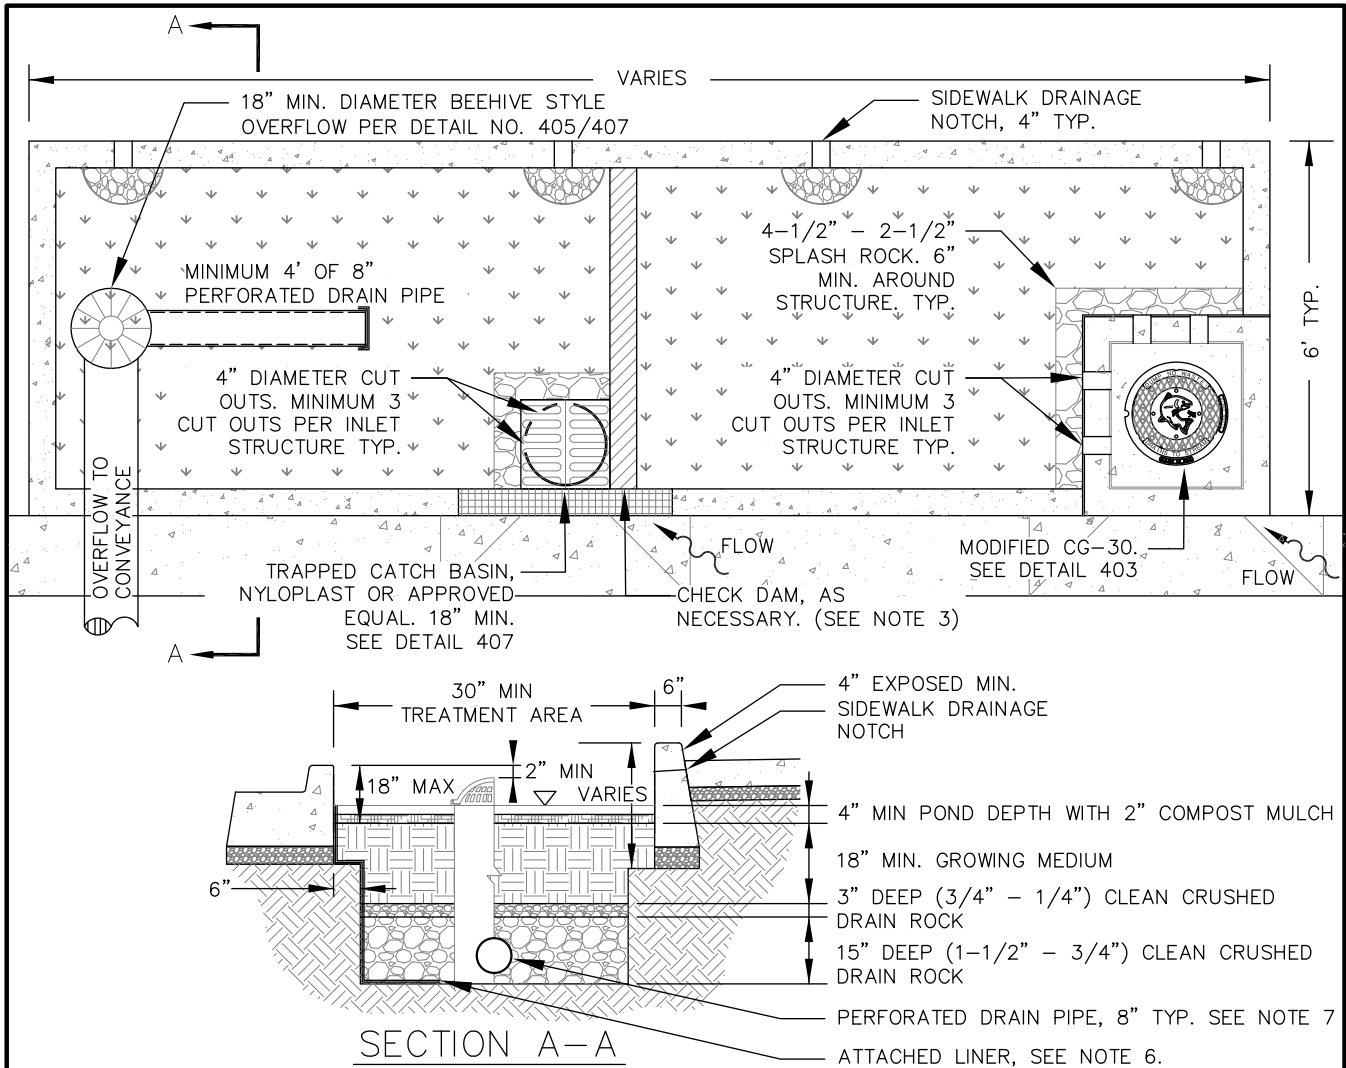 A
VARIES
18" MIN. DIAMETER BEEHIVE STYLE
OVERFLOW PER DETAIL NO. 405/407
SIDEWALK DRAINAGE
NOTCH, 4" TYP.
4-1/2" - 2-1/2"
SPLASH ROCK. 6"
MIN. AROUND
STRUCTURE. TYP.
MINIMUM 4' OF 8"
PERFORATED DRAIN PIPE
6' TYP.
4" DIAMETER CUT
OUTS. MINIMUM 3
CUT OUTS PER INLET
STRUCTURE TYP.
4" DIAMETER CUT
OUTS. MINIMUM 3
CUT OUTS PER INLET
STRUCTURE TYP.
OVERFLOW TO
CONVEYANCE
FLOW
MODIFIED CG-30.
SEE DETAIL 403
FLOW
TRAPPED CATCH BASIN,
NYLOPLAST OR APPROVED
EQUAL. 18" MIN.
SEE DETAIL 407
CHECK DAM, AS
NECESSARY. (SEE NOTE 3)
A
30" MIN
TREATMENT AREA
6"
4" EXPOSED MIN.
SIDEWALK DRAINAGE
NOTCH
18" MAX
2" MIN
VARIES
4" MIN POND DEPTH WITH 2" COMPOST MULCH
18" MIN. GROWING MEDIUM
6"
3" DEEP (3/4" - 1/4") CLEAN CRUSHED
DRAIN ROCK
15" DEEP (1-1/2" - 3/4") CLEAN CRUSHED
DRAIN ROCK
PERFORATED DRAIN PIPE, 8" TYP. SEE NOTE 7
SECTION A-A
ATTACHED LINER, SEE NOTE 6.